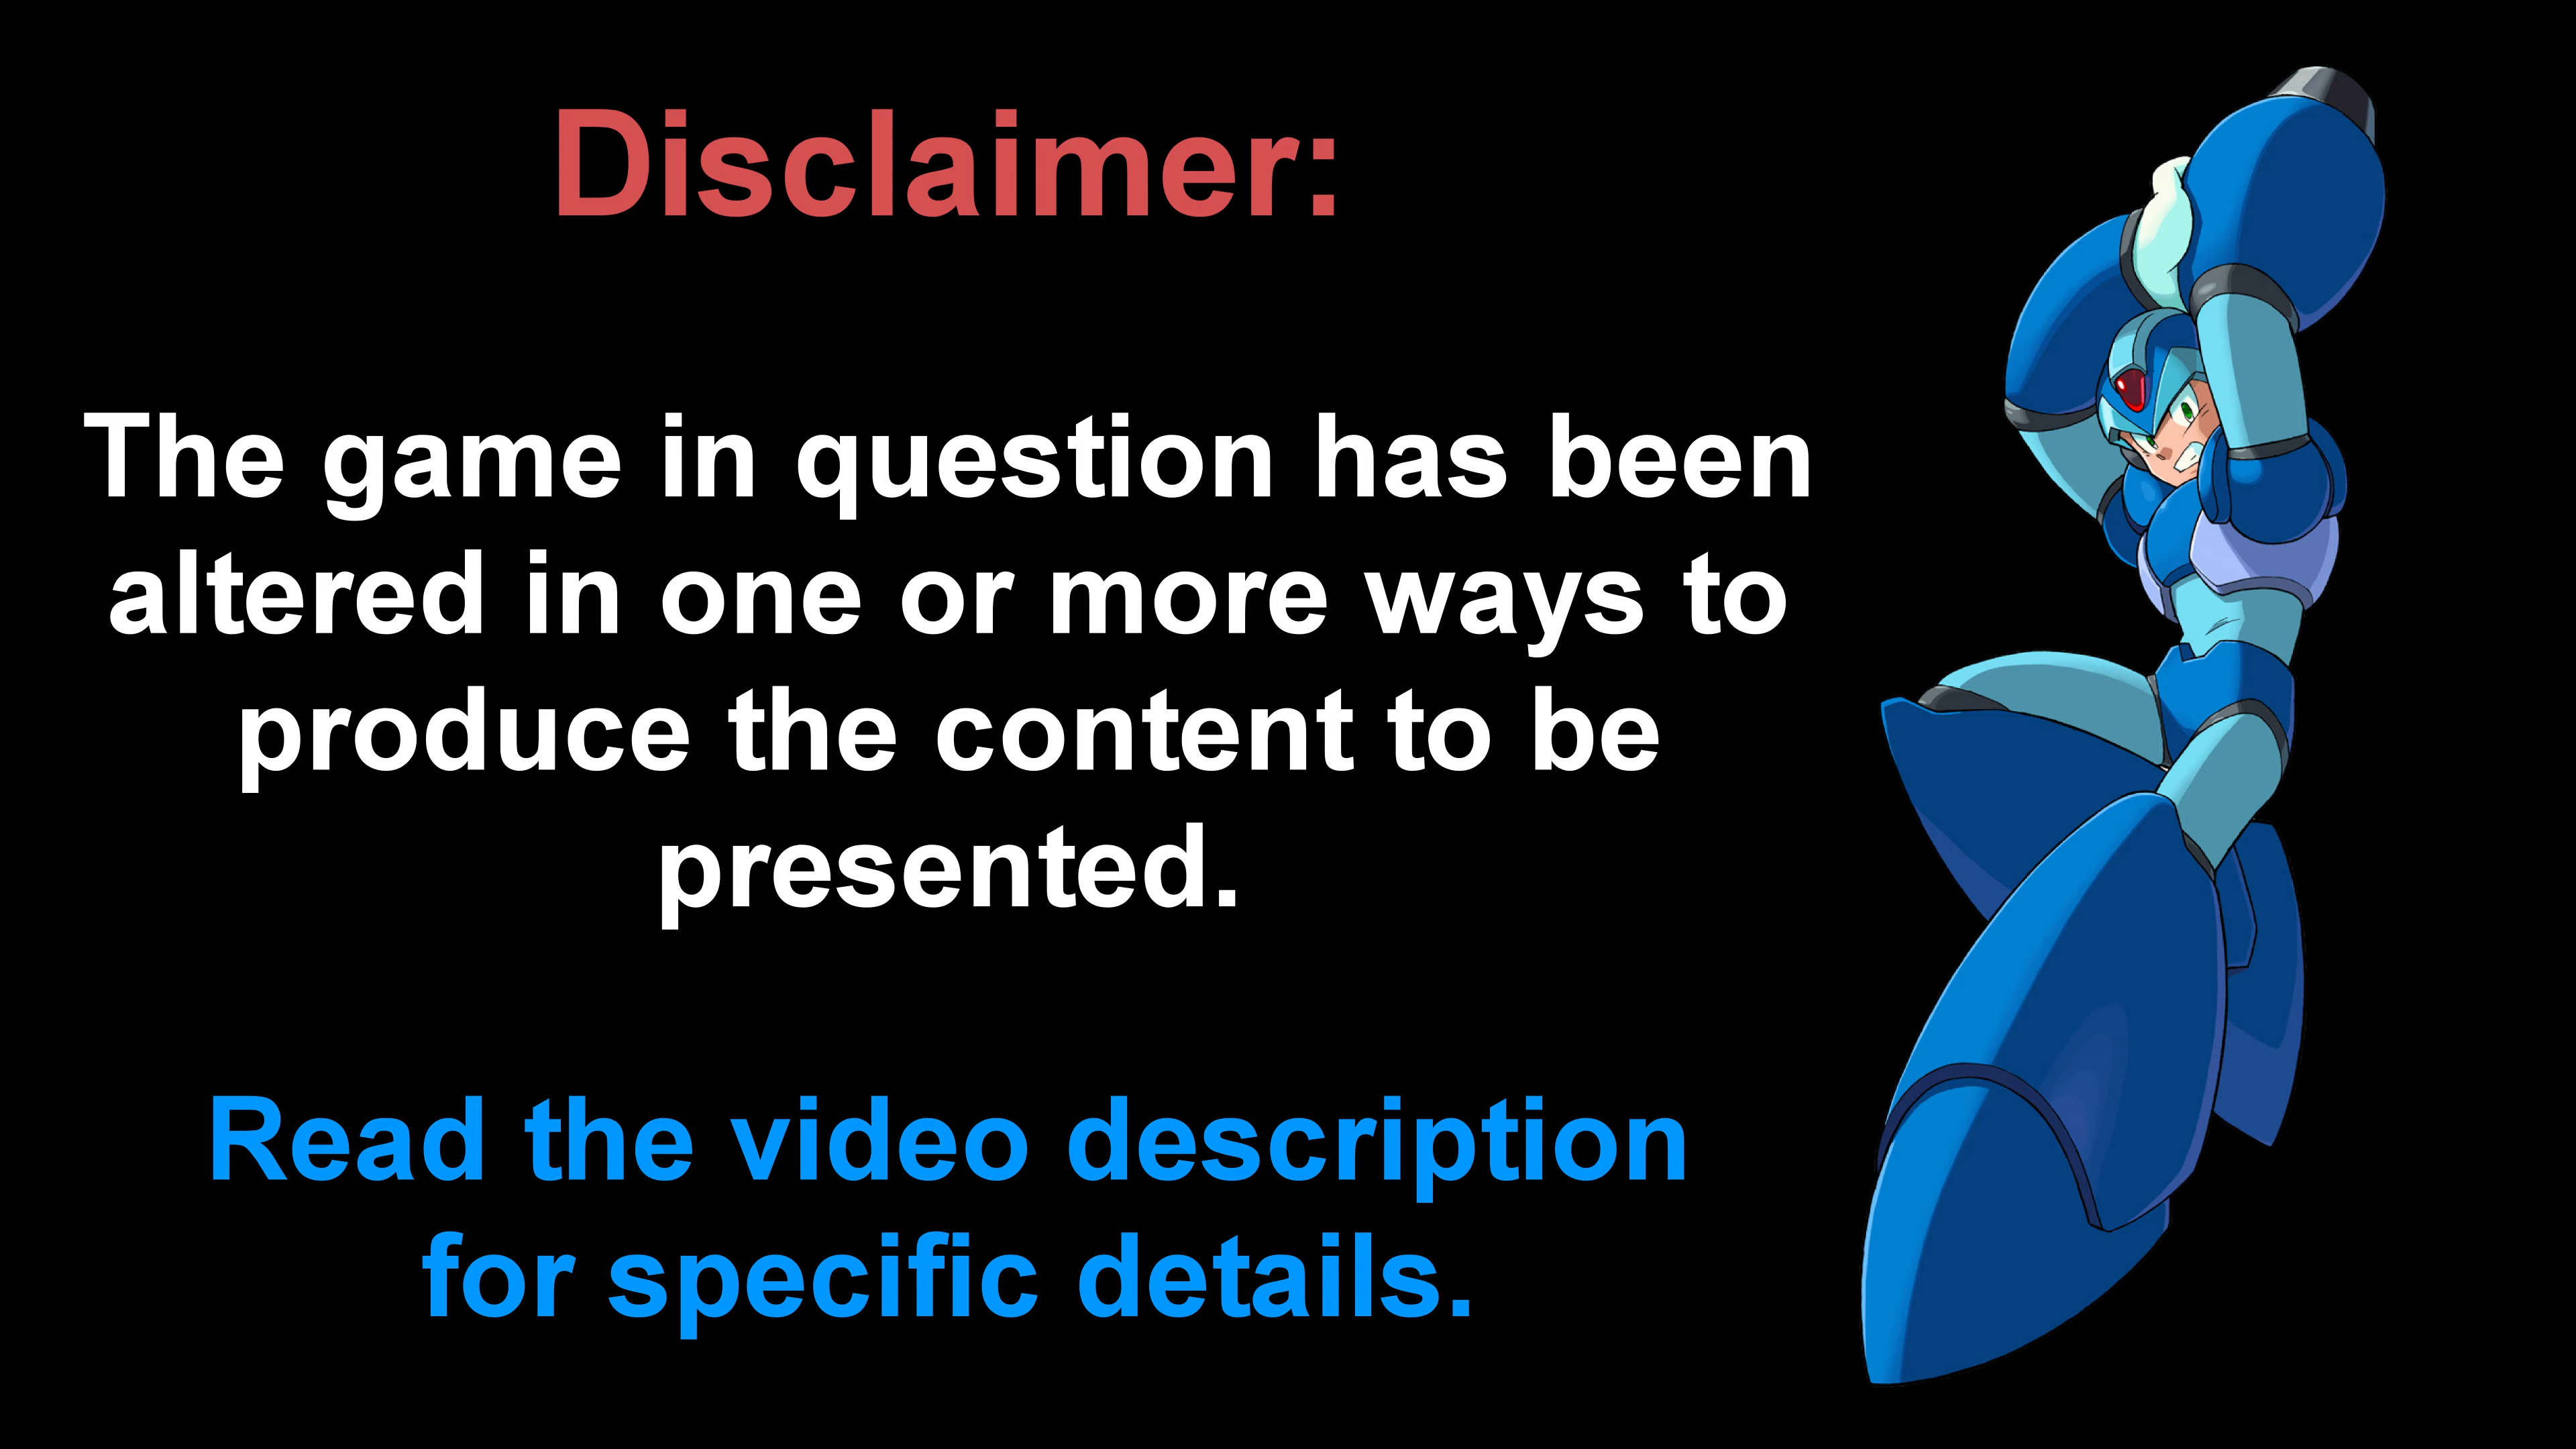 Disclaimer:
The game in question has been
altered in one or more ways to
produce the content to be
presented.
Read the video description
for specific details.